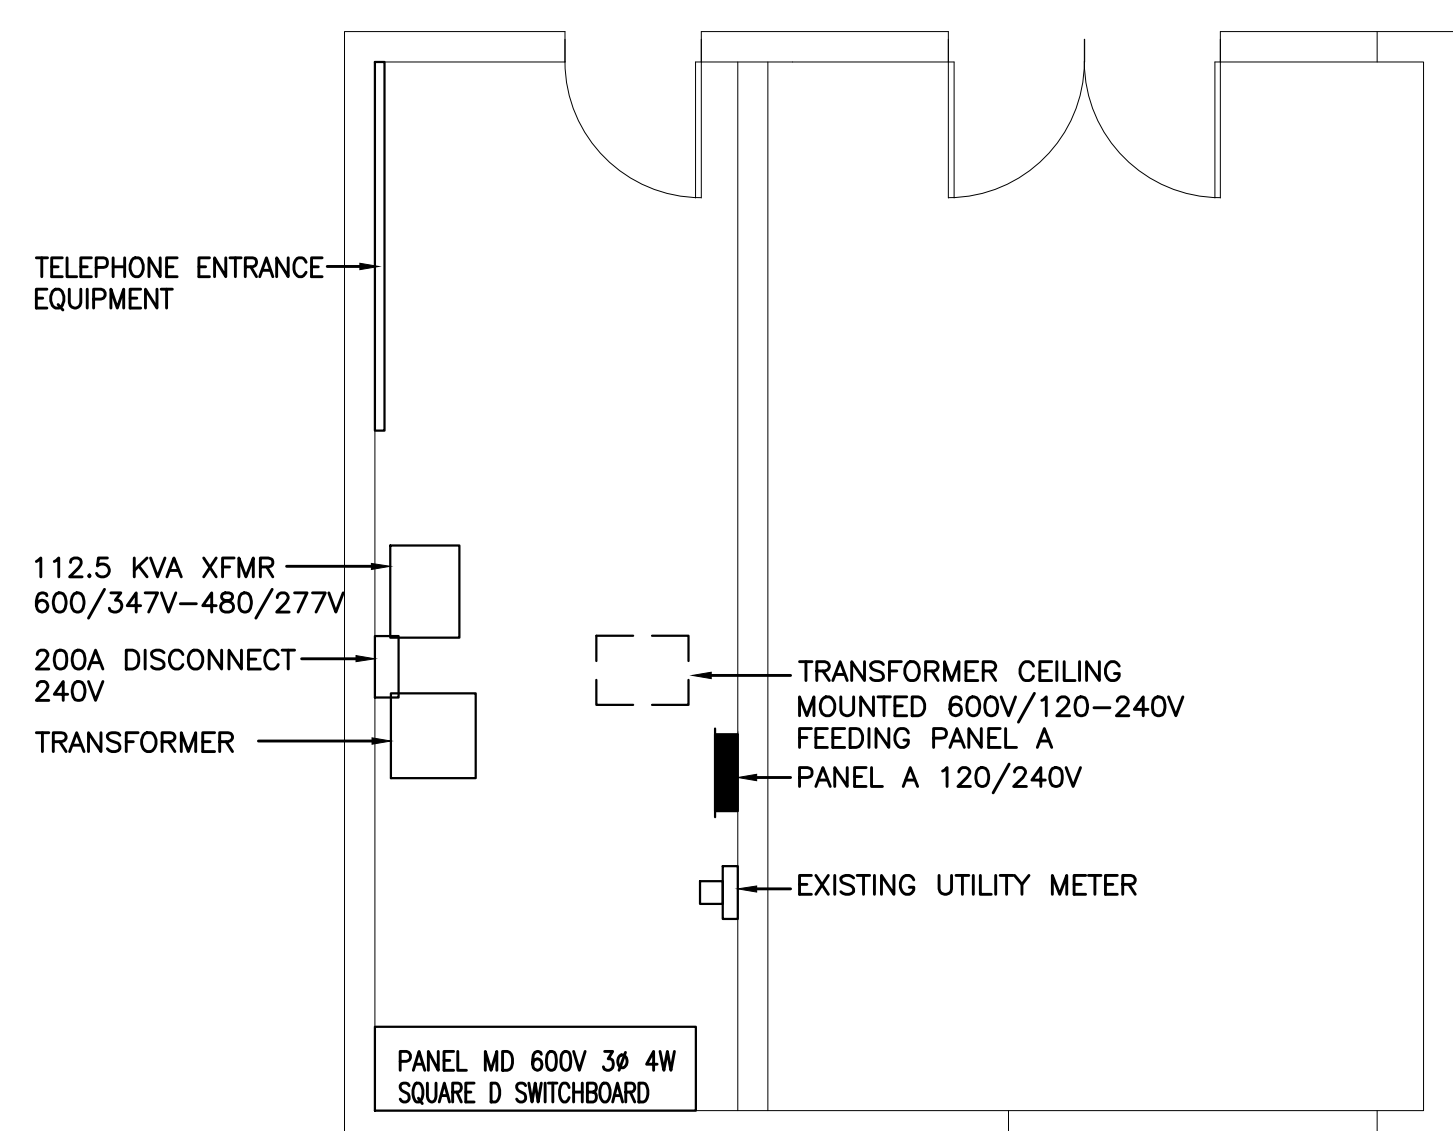 TELEPHONE ENTRANCE
EQUIPMENT
112.5 KVA XFMR
600/347V-480/277V
200A DISCONNECT
240V
TRANSFORMER
TRANSFORMER CEILING
MOUNTED 600V/120-240V
FEEDING PANEL A
PANEL A 120/240V
EXISTING UTILITY METER
PANEL MD 600V 3ø 4W
SQUARE D SWITCHBOARD